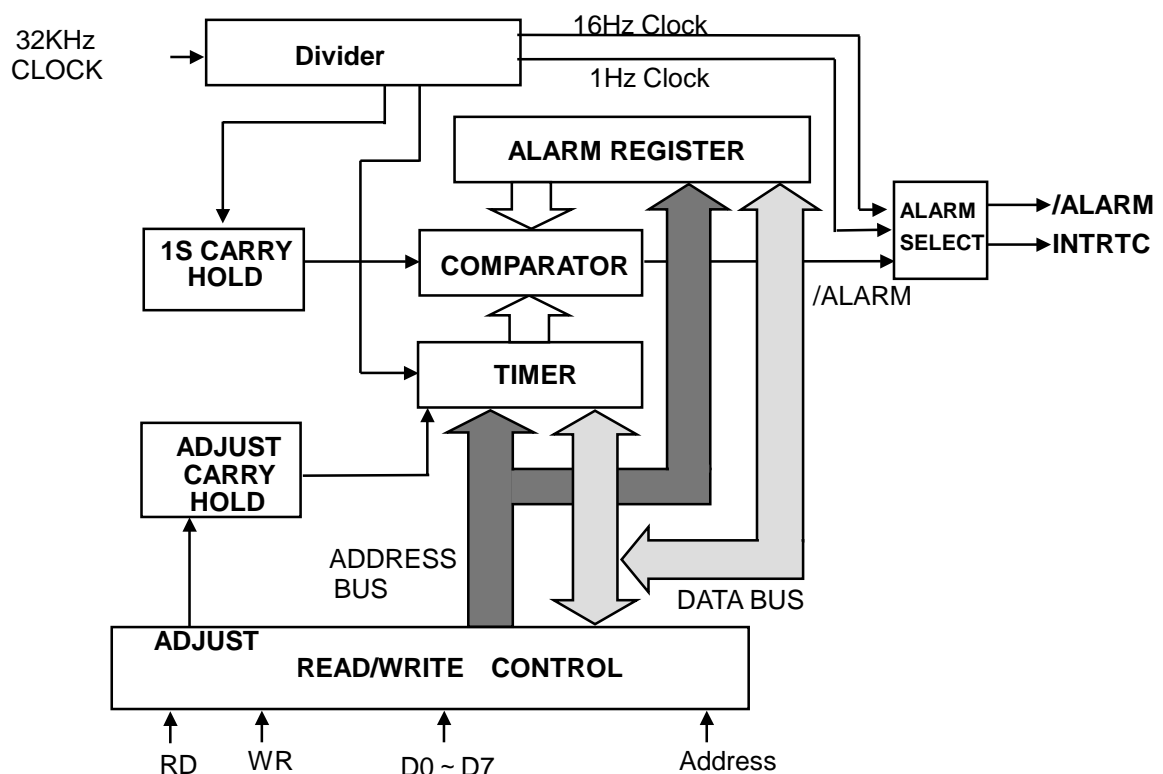 16Hz Clock
32KHz
CLOCK
Divider
1Hz Clock
ALARM REGISTER
ALARM
SELECT
/ALARM
INTRTC
1S CARRY
HOLD
COMPARATOR
/ALARM
TIMER
ADJUST
CARRY
HOLD
ADDRESS
BUS
DATA BUS
ADJUST
READ/WRITE CONTROL
RD
WR
D0 ~ D7
Address